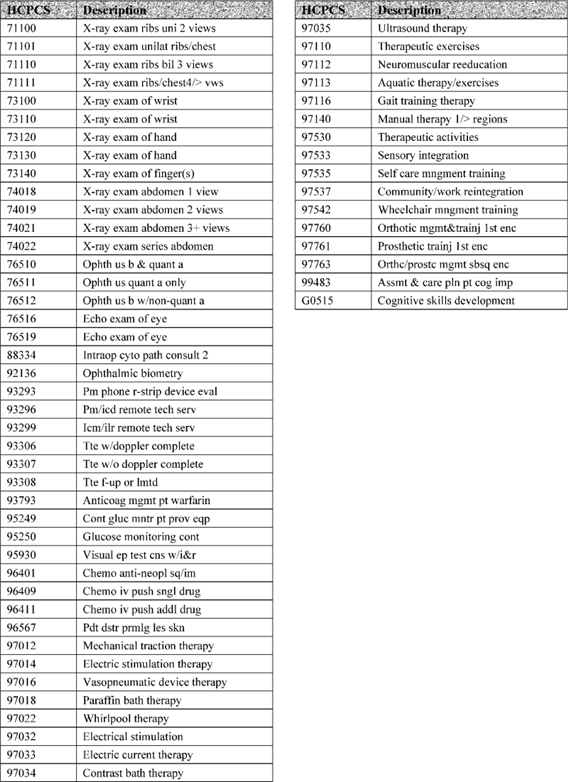 HCPCS Description
71100 X-ray exam ribs uni 2 views
71101 X-ray exam unilat ribs/chest
71110 X-ray exam ribs bil 3 views
71111 X-ray exam ribs/chest4/> vws
73100 X-ray exam of wrist
73110 X-ray exam of wrist
73120 X-ray exam of hand
73130 X-ray exam of hand
73140 X-ray exam of finger(s)
74018 X-ray exam abdomen 1 view
74019 X-ray exam abdomen 2 views
74021 X-ray exam abdomen 3+ views
74022 X-ray exam series abdomen
76510 Ophth us b & quant a
76511 Ophth us quant a only
76512 Ophth us b w/non-quant a
76516 Echo exam of eye
76519 Echo exam of eye
88334 Intraop cyto path consult 2
92136 Ophthalmic biometry
93293 Pm phone r-strip device eval
93296 Pm/icd remote tech serv
93299 Icm/ilr remote tech serv
93306 Tte w/doppler complete
93307 Tte w/o doppler complete
93308 Tte f-up or lmtd
93793 Anticoag mgmt pt warfarin
95249 Cont gluc mntr pt prov eqp
95250 Glucose monitoring cont
95930 Visual ep test cns w/i&r
96401 Chemo anti-neopl sq/im
96409 Chemo iv push sngl drug
96411 Chemo iv push addl drug
96567 Pdt dstr prmlg les skn
97012 Mechanical traction therapy
97014 Electric stimulation therapy
97016 Vasopneumatic device therapy
97018 Paraffin bath therapy
97022 Whirlpool therapy
97032 Electrical stimulation
97033 Electric current therapy
97034 Contrast bath therapy
HCPCS Description
97035 Ultrasound therapy
97110 Therapeutic exercises
97112 Neuromuscular reeducation
97113 Aquatic therapy/exercises
97116 Gait training therapy
97140 Manual therapy 1/> regions
97530 Therapeutic activities
97533 Sensory integration
97535 Self care mngment training
97537 Community/work reintegration
97542 Wheelchair mngment training
97760 Orthotic mgmt&trainj 1st enc
97761 Prosthetic trainj 1st enc
97763 Orthc/prostc mgmt sbsq enc
99483 Assmt & care pln pt cog imp
G0515 Cognitive skills development